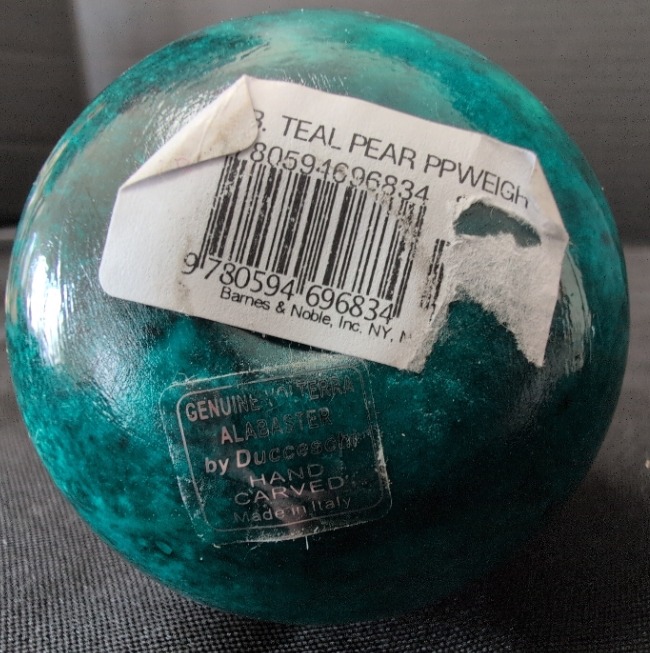 3. TEAL PEAR PPWEIGH
80594696834
9 780594 696834
Barnes & Noble, Inc. NY, N
GENUINE VOLTERRA
ALABASTER
by Ducceschi
HAND
CARVED
Made in Italy